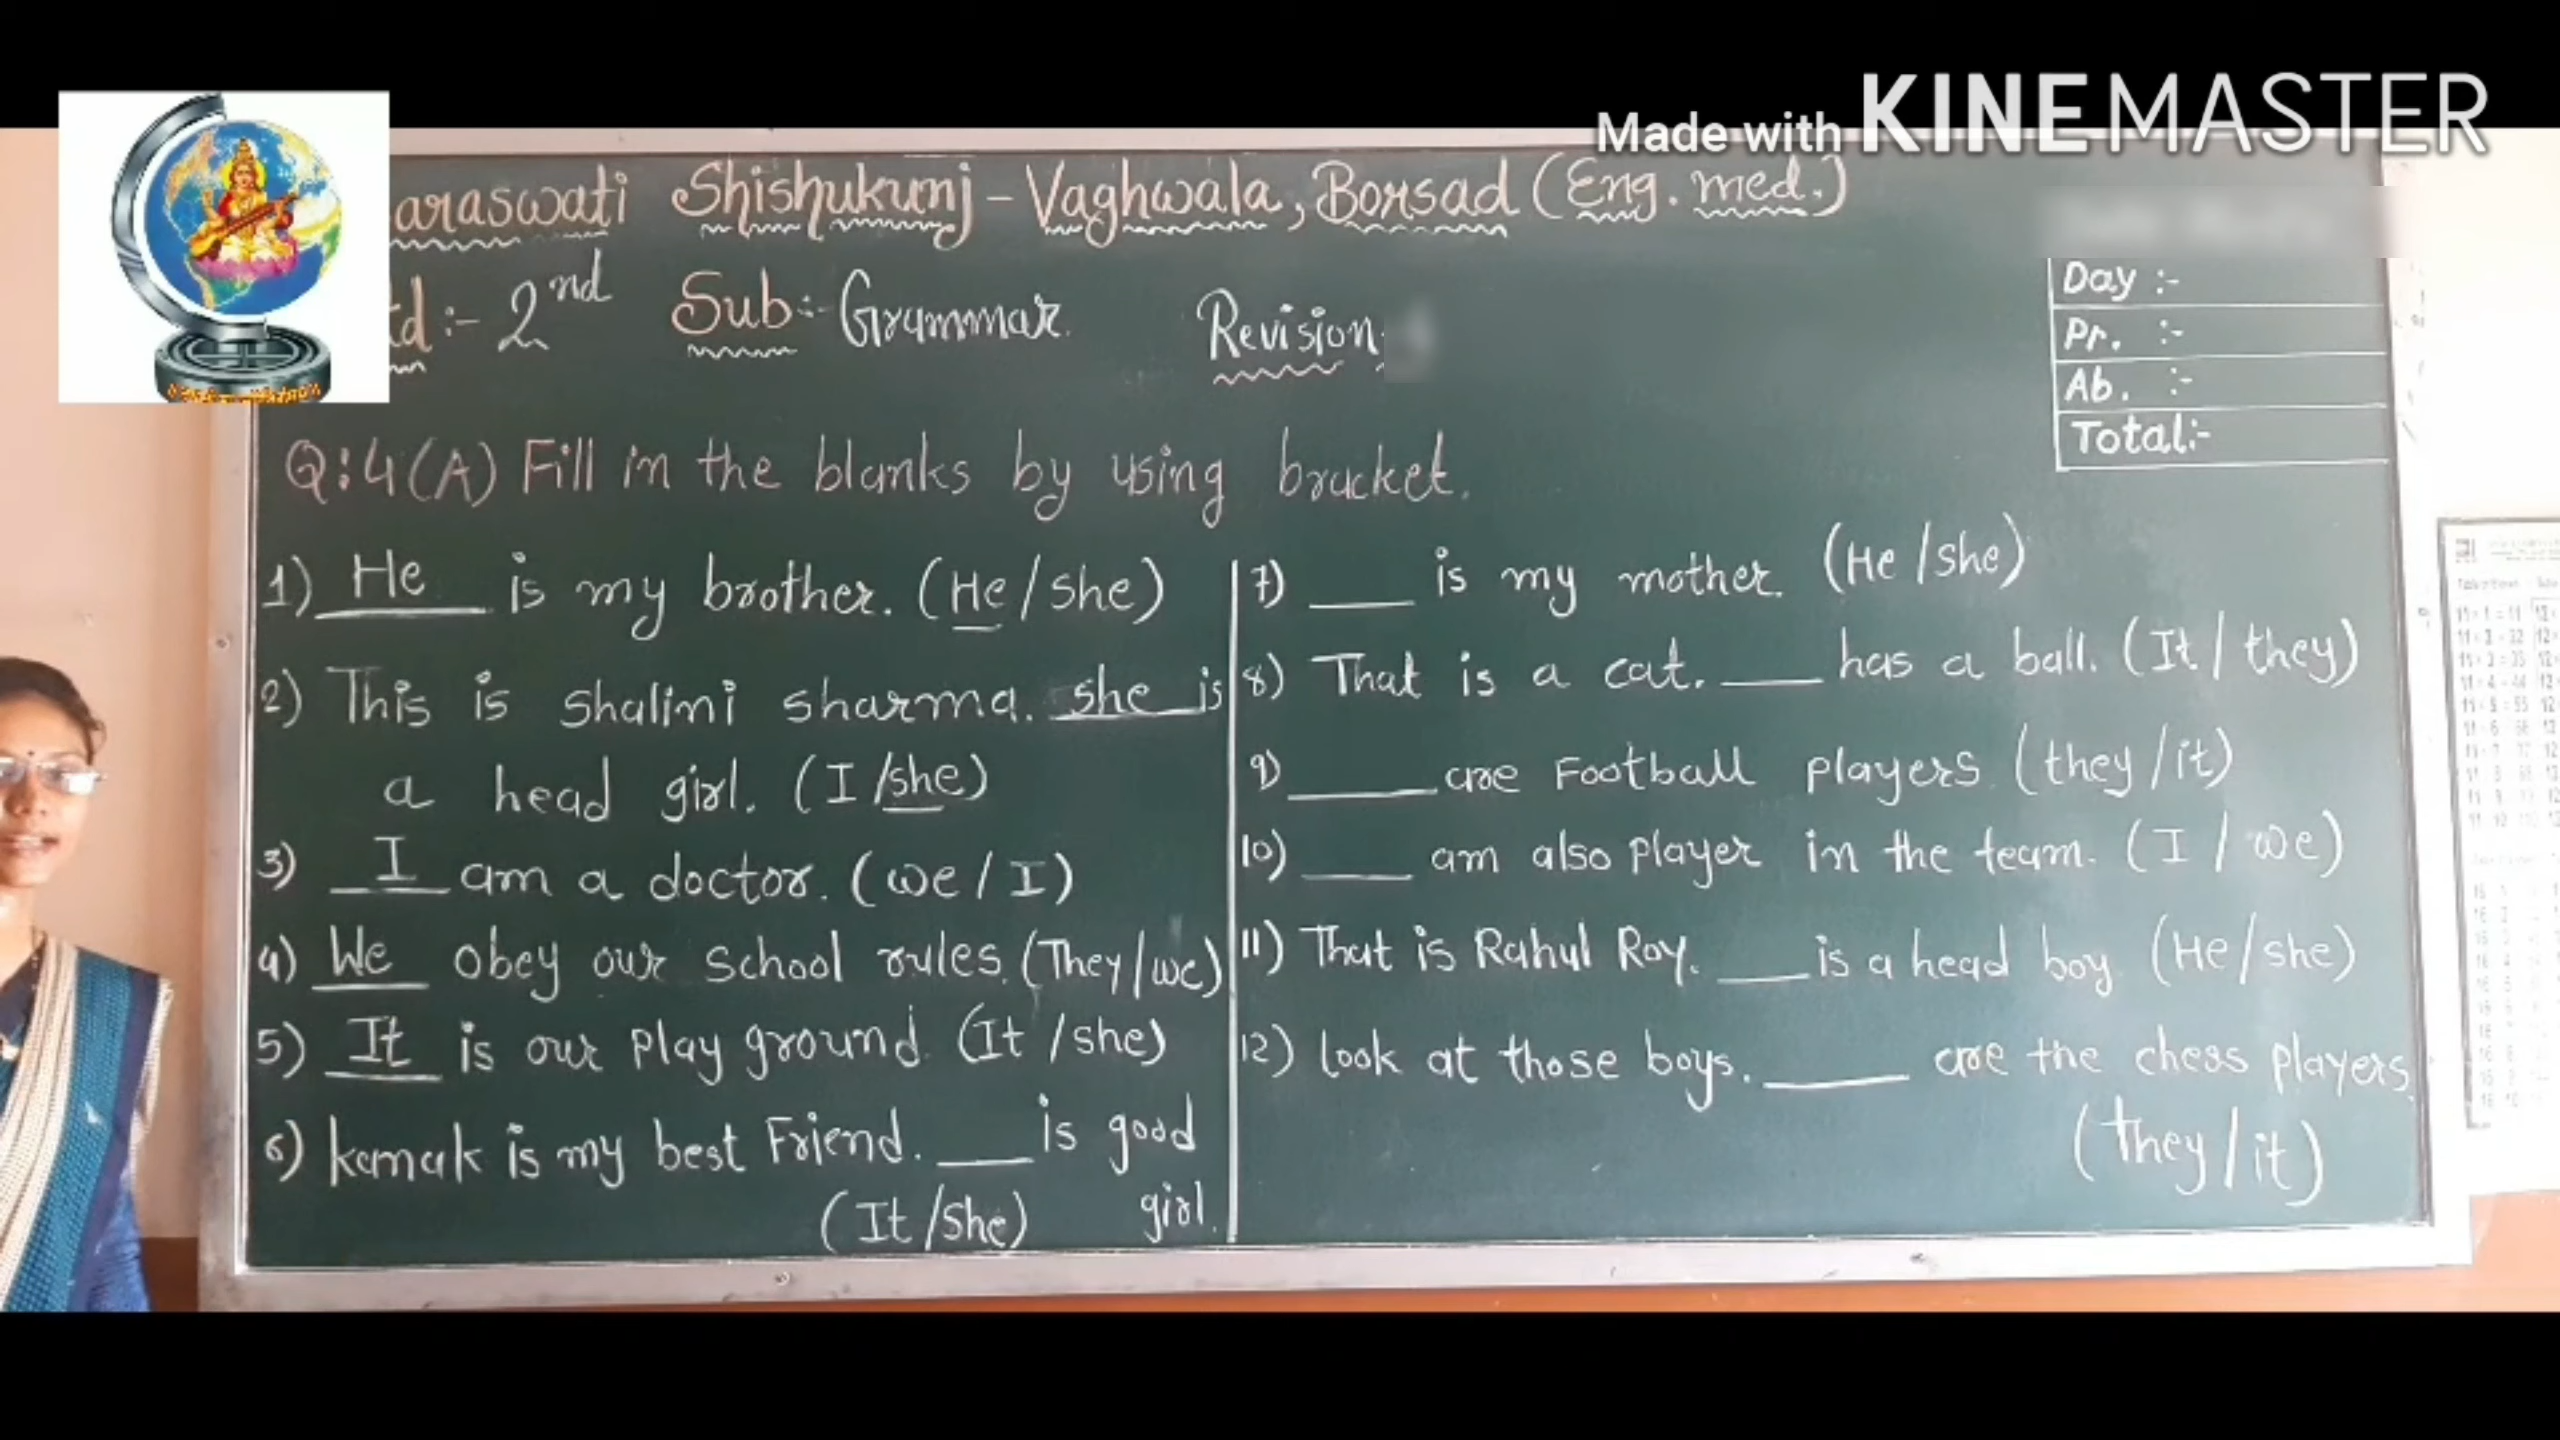 Made with KINEMASTER
araswati Shishukunj - Vaghwala, Borsad (Eng. med.)
td :- 2nd Sub :- Grammar. Revision
Day :-
Pr. :-
Ab. :-
Total:-
Q:4(A) Fill in the blanks by using bracket.
1) He is my brother. (He/she)
2) This is shalini sharma. she is
a head girl. (I/she)
3) I am a doctor. (we/I)
4) We obey our school rules. (They/we)
5) It is our play ground. (It/she)
6) is my best Friend. ___ is good
(It/She) girl.
7) ___ is my mother. (He/she)
8) That is a cat. ___ has a ball. (It/they)
9) ___ are Football players. (they/it)
10) ___ am also player in the team. (I/we)
11) That is Rahul Roy. ___ is a head boy. (He/she)
12) look at those boys. ___ are the chess players.
(they/it)